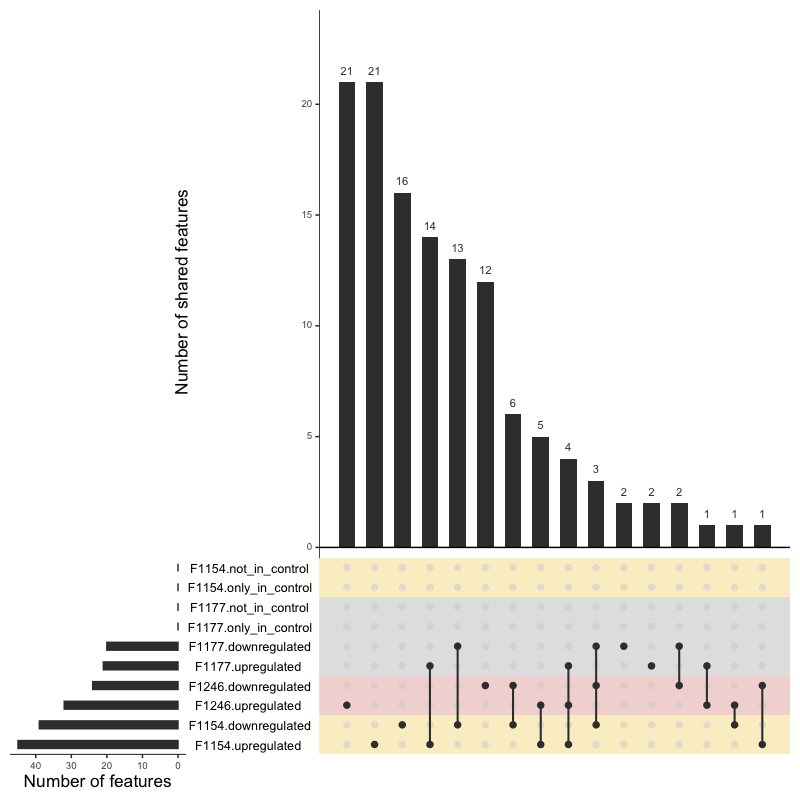 21 21
16
14
13
12
6
5
4
3
2 2 2
1 1 1
20
15
10
5
0
Number of shared features
F1154.not_in_control
F1154.only_in_control
F1177.not_in_control
F1177.only_in_control
F1177.downregulated
F1177.upregulated
F1246.downregulated
F1246.upregulated
F1154.downregulated
F1154.upregulated
40 30 20 10 0
Number of features